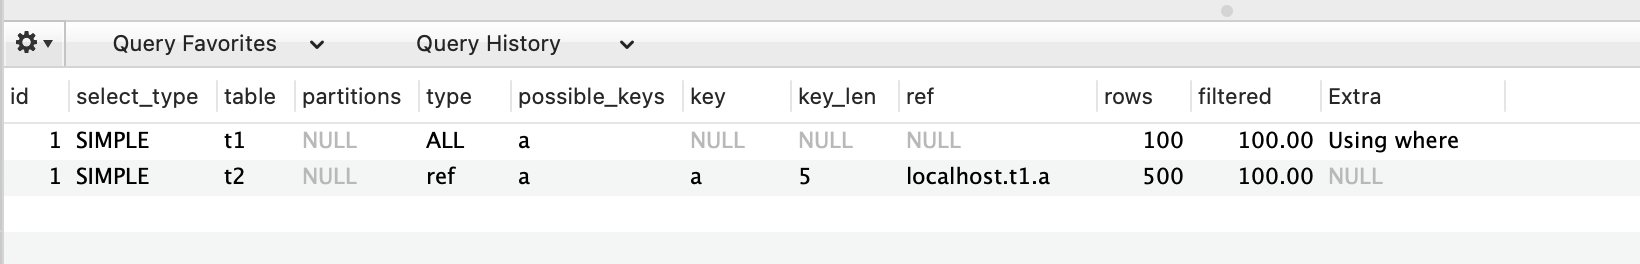 Query Favorites Query History
id select_type table partitions type possible_keys key key_len ref rows filtered Extra
1 SIMPLE t1 NULL ALL a NULL NULL NULL 100 100.00 Using where
1 SIMPLE t2 NULL ref a a 5 localhost.t1.a 500 100.00 NULL